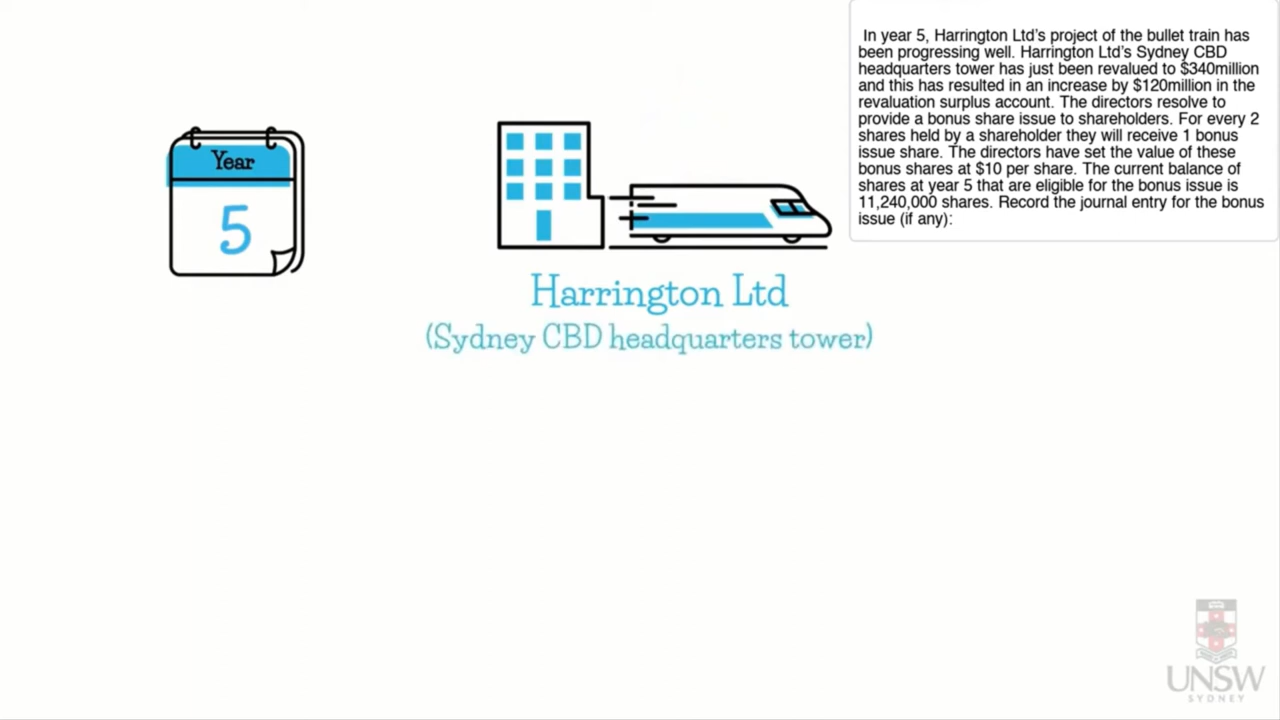 In year 5, Harrington Ltd’s project of the bullet train has
been progressing well. Harrington Ltd’s Sydney CBD
headquarters tower has just been revalued to $340million
and this has resulted in an increase by $120million in the
revaluation surplus account. The directors resolve to
provide a bonus share issue to shareholders. For every 2
shares held by a shareholder they will receive 1 bonus
issue share. The directors have set the value of these
bonus shares at $10 per share. The current balance of
shares at year 5 that are eligible for the bonus issue is
11,240,000 shares. Record the journal entry for the bonus
issue (if any):
Year
5
Harrington Ltd
(Sydney CBD headquarters tower)
UNSW
SYDNEY